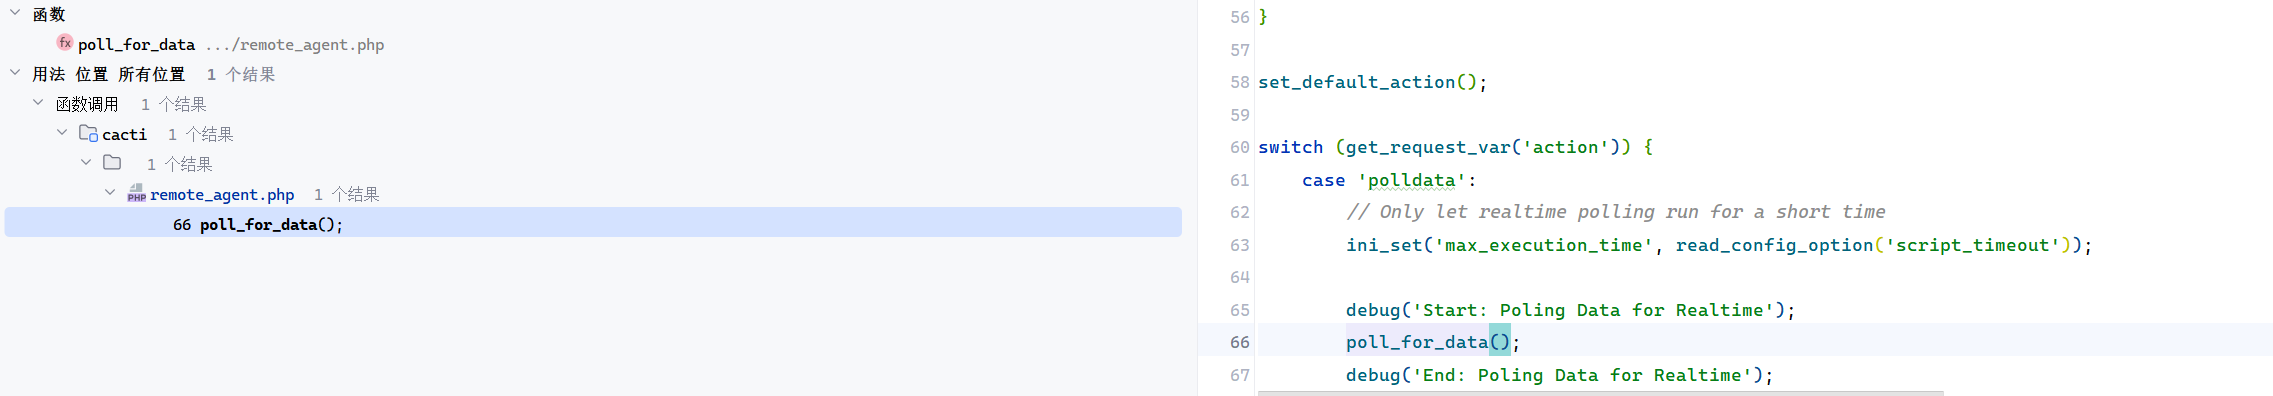 函数
fx poll_for_data .../remote_agent.php
用法 位置 所有位置 1 个结果
函数调用 1 个结果
cacti 1 个结果
1 个结果
PHP remote_agent.php 1 个结果
66 poll_for_data();
56 }
57
58 set_default_action();
59
60 switch (get_request_var('action')) {
61 case 'polldata':
62 // Only let realtime polling run for a short time
63 ini_set('max_execution_time', read_config_option('script_timeout'));
64
65 debug('Start: Poling Data for Realtime');
66 poll_for_data();
67 debug('End: Poling Data for Realtime');